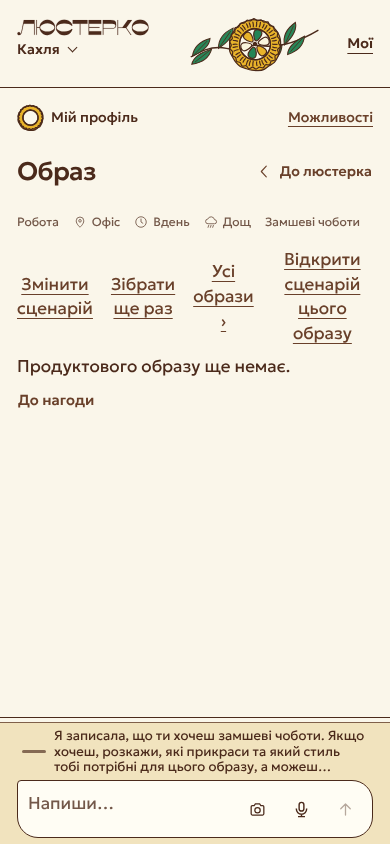 ЛЮСТЕРКО
Кахля
Мої
Мій профіль
Можливості
Образ
До люстерка
Робота Офіс Вдень Дощ Замшеві чоботи
Змінити
сценарій
Зібрати
ще раз
Усі
образи
›
Відкрити
сценарій
цього
образу
Продуктового образу ще немає.
До нагоди
Я записала, що ти хочеш замшеві чоботи. Якщо
хочеш, розкажи, які прикраси та який стиль
тобі потрібні для цього образу, а можеш…
Напиши…